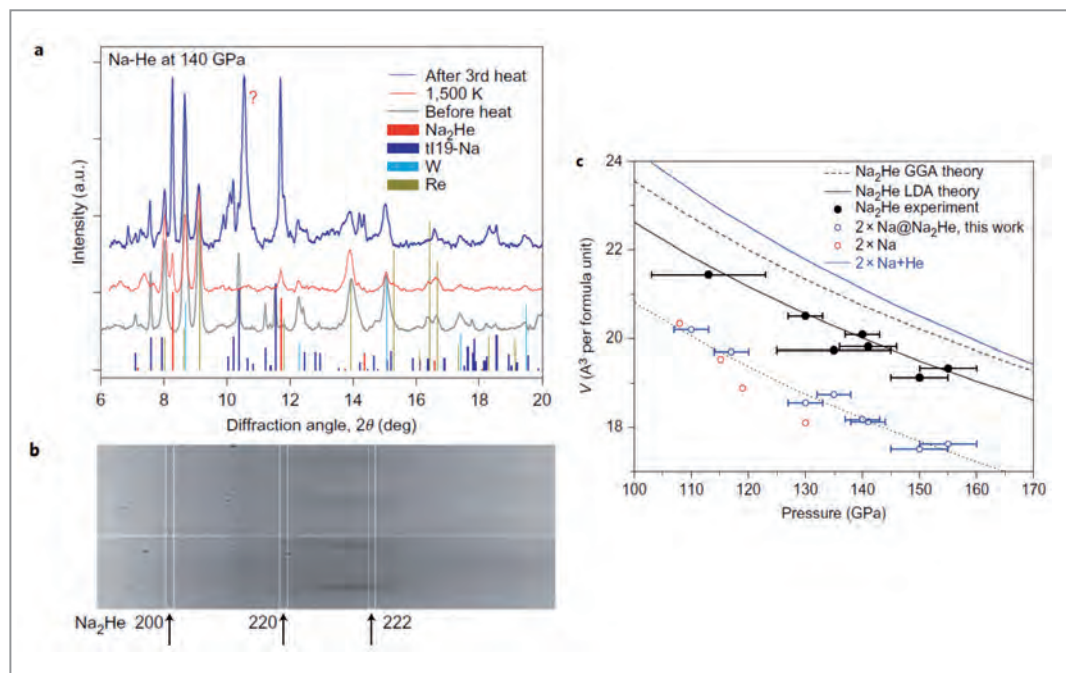 a
Na-He at 140 GPa
After 3rd heat
1,500 K
Before heat
Na₂He
tI19-Na
W
Re
?
Intensity (a.u.)
6 8 10 12 14 16 18 20
Diffraction angle, 2θ (deg)
b
Na₂He 200 220 222
c
Na₂He GGA theory
Na₂He LDA theory
Na₂He experiment
2 × Na@Na₂He, this work
2 × Na
2 × Na+He
24
22
20
18
V (A³ per formula unit)
100 110 120 130 140 150 160 170
Pressure (GPa)